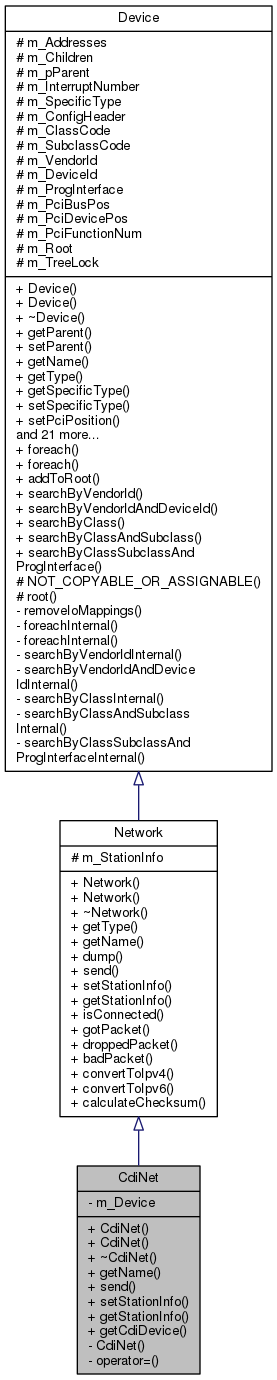 Device
# m_Addresses
# m_Children
# m_pParent
# m_InterruptNumber
# m_SpecificType
# m_ConfigHeader
# m_ClassCode
# m_SubclassCode
# m_VendorId
# m_DeviceId
# m_ProgInterface
# m_PciBusPos
# m_PciDevicePos
# m_PciFunctionNum
# m_Root
# m_TreeLock
+ Device()
+ Device()
+ ~Device()
+ getParent()
+ setParent()
+ getName()
+ getType()
+ getSpecificType()
+ setSpecificType()
+ setPciPosition()
and 21 more...
+ foreach()
+ foreach()
+ addToRoot()
+ searchByVendorId()
+ searchByVendorIdAndDeviceId()
+ searchByClass()
+ searchByClassAndSubclass()
+ searchByClassSubclassAnd
ProgInterface()
# NOT_COPYABLE_OR_ASSIGNABLE()
# root()
- removeIoMappings()
- foreachInternal()
- foreachInternal()
- searchByVendorIdInternal()
- searchByVendorIdAndDevice
IdInternal()
- searchByClassInternal()
- searchByClassAndSubclass
Internal()
- searchByClassSubclassAnd
ProgInterfaceInternal()
Network
# m_StationInfo
+ Network()
+ Network()
+ ~Network()
+ getType()
+ getName()
+ dump()
+ send()
+ setStationInfo()
+ getStationInfo()
+ isConnected()
+ gotPacket()
+ droppedPacket()
+ badPacket()
+ convertToIpv4()
+ convertToIpv6()
+ calculateChecksum()
CdiNet
- m_Device
+ CdiNet()
+ CdiNet()
+ ~CdiNet()
+ getName()
+ send()
+ setStationInfo()
+ getStationInfo()
+ getCdiDevice()
- CdiNet()
- operator=()